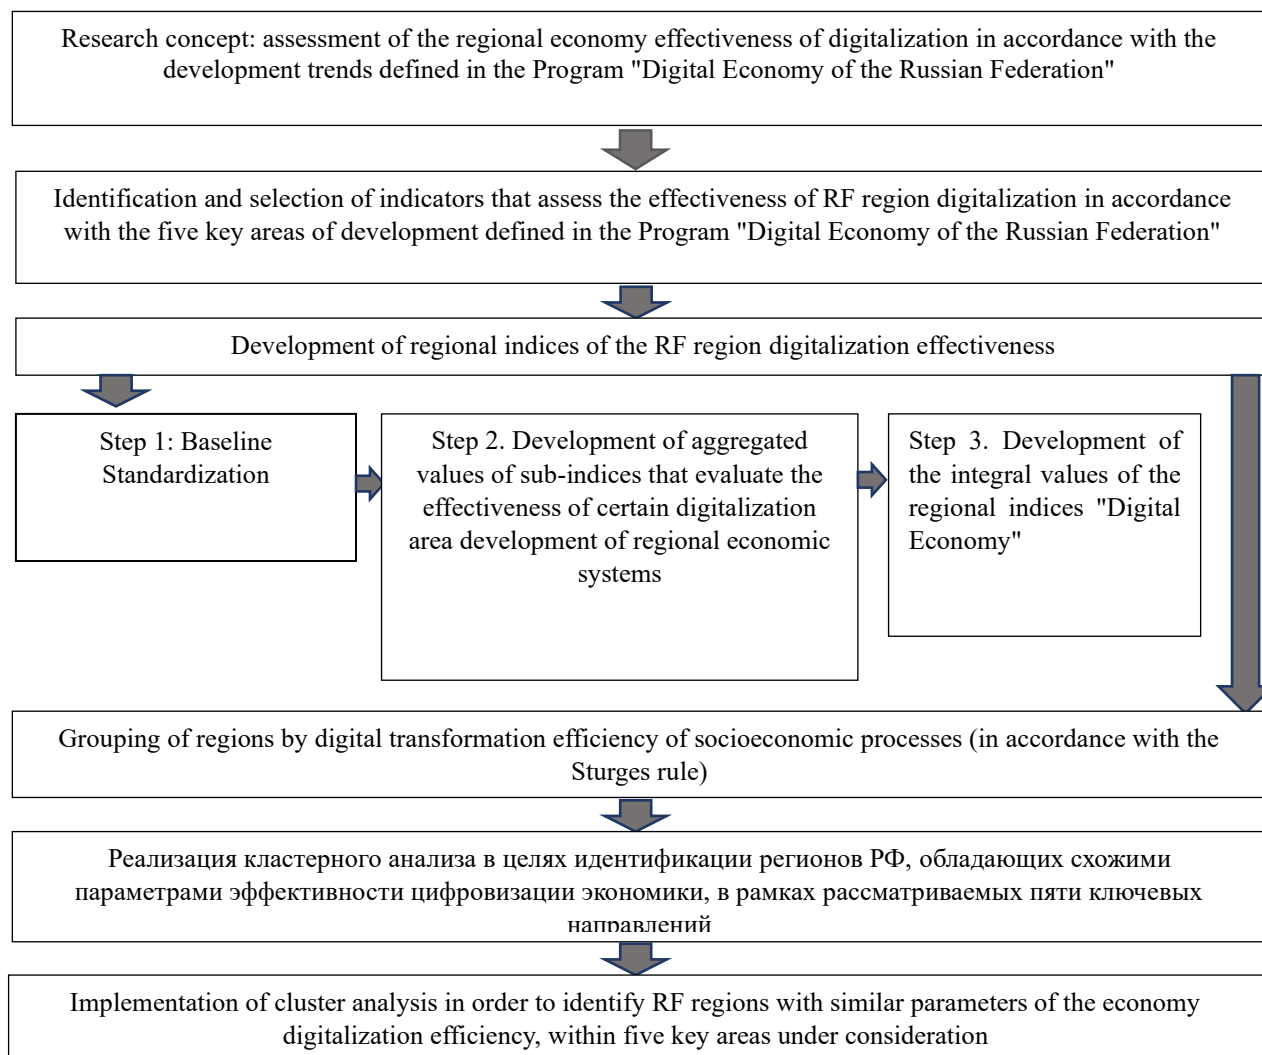 Research concept: assessment of the regional economy effectiveness of digitalization in accordance with the
development trends defined in the Program "Digital Economy of the Russian Federation"
Identification and selection of indicators that assess the effectiveness of RF region digitalization in accordance
with the five key areas of development defined in the Program "Digital Economy of the Russian Federation"
Development of regional indices of the RF region digitalization effectiveness
Step 1: Baseline
Standardization
Step 2. Development of aggregated
values of sub-indices that evaluate the
effectiveness of certain digitalization
area development of regional economic
systems
Step 3. Development of
the integral values of the
regional indices "Digital
Economy"
Grouping of regions by digital transformation efficiency of socioeconomic processes (in accordance with the
Sturges rule)
Реализация кластерного анализа в целях идентификации регионов РФ, обладающих схожими
параметрами эффективности цифровизации экономики, в рамках рассматриваемых пяти ключевых
направлений
Implementation of cluster analysis in order to identify RF regions with similar parameters of the economy
digitalization efficiency, within five key areas under consideration